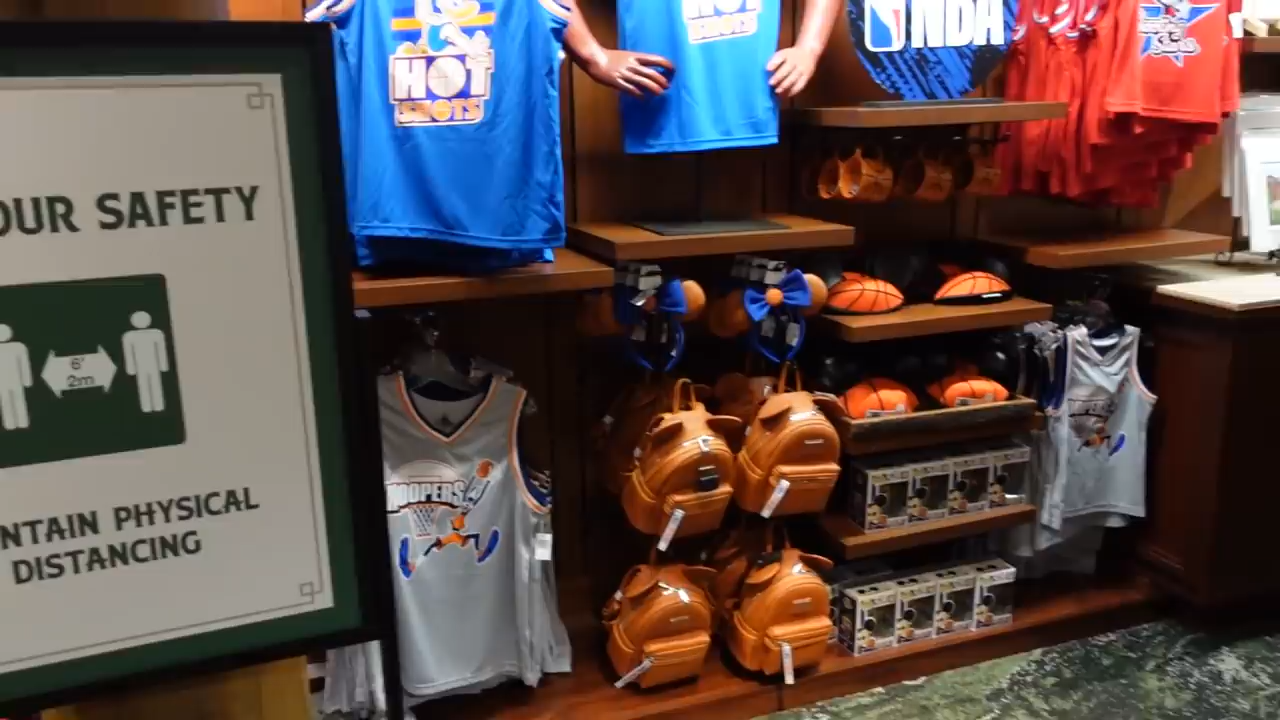 OUR SAFETY
6'
2m
NTAIN PHYSICAL
DISTANCING
HOT
SHOTS
HOT
SHOTS
NBA
HOOPERS